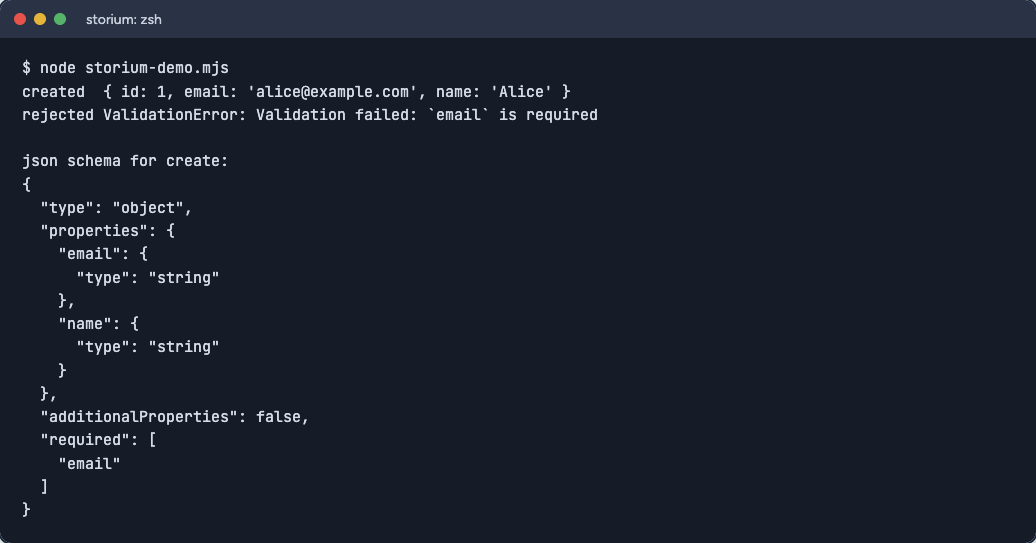 storium: zsh
$ node storium-demo.mjs
created  { id: 1, email: 'alice@example.com', name: 'Alice' }
rejected ValidationError: Validation failed: `email` is required

json schema for create:
{
  "type": "object",
  "properties": {
    "email": {
      "type": "string"
    },
    "name": {
      "type": "string"
    }
  },
  "additionalProperties": false,
  "required": [
    "email"
  ]
}